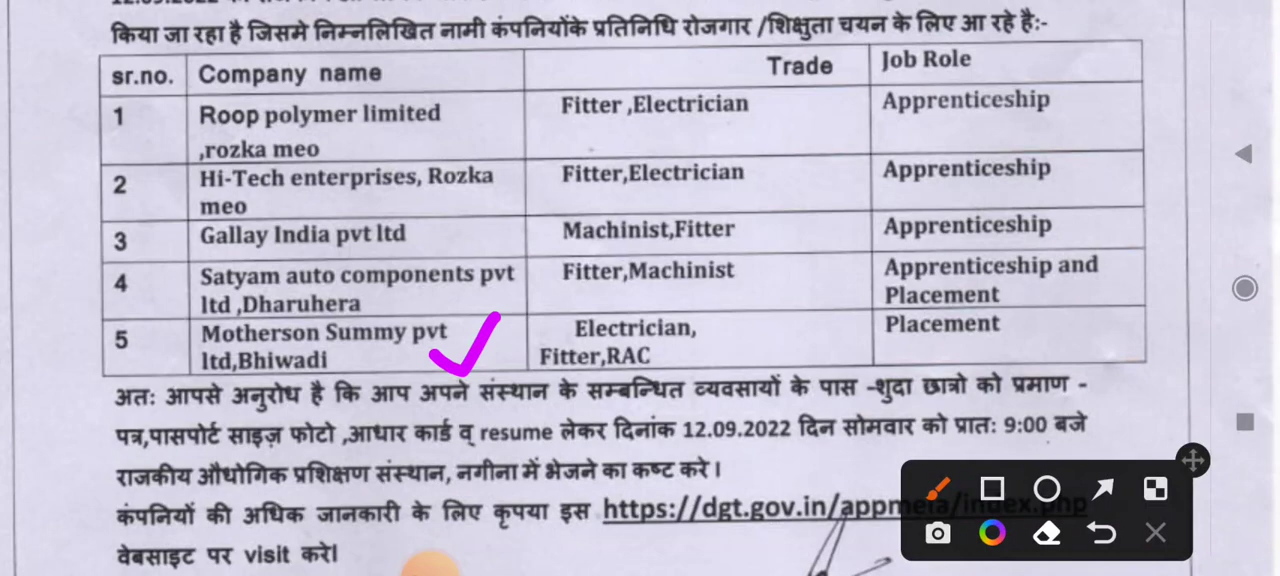 किया जा रहा है जिसमे निम्नलिखित नामी कंपनियोंके प्रतिनिधि रोजगार /शिक्षुता चयन के लिए आ रहे है:-
sr.no. Company name Trade Job Role
1 Roop polymer limited Fitter ,Electrician Apprenticeship
,rozka meo
2 Hi-Tech enterprises, Rozka Fitter,Electrician Apprenticeship
meo
3 Gallay India pvt ltd Machinist,Fitter Apprenticeship
4 Satyam auto components pvt Fitter,Machinist Apprenticeship and
ltd ,Dharuhera Placement
5 Motherson Summy pvt Electrician, Placement
ltd,Bhiwadi Fitter,RAC
अतः आपसे अनुरोध है कि आप अपने संस्थान के सम्बन्धित व्यवसायों के पास -शुदा छात्रो को प्रमाण -
पत्र,पासपोर्ट साइज़ फोटो ,आधार कार्ड व् resume लेकर दिनांक 12.09.2022 दिन सोमवार को प्रातः 9:00 बजे
राजकीय औधोगिक प्रशिक्षण संस्थान, नगीना में भेजने का कष्ट करे।
कंपनियों की अधिक जानकारी के लिए कृपया इस https://dgt.gov.in/appmela/index.php
वेबसाइट पर visit करे।